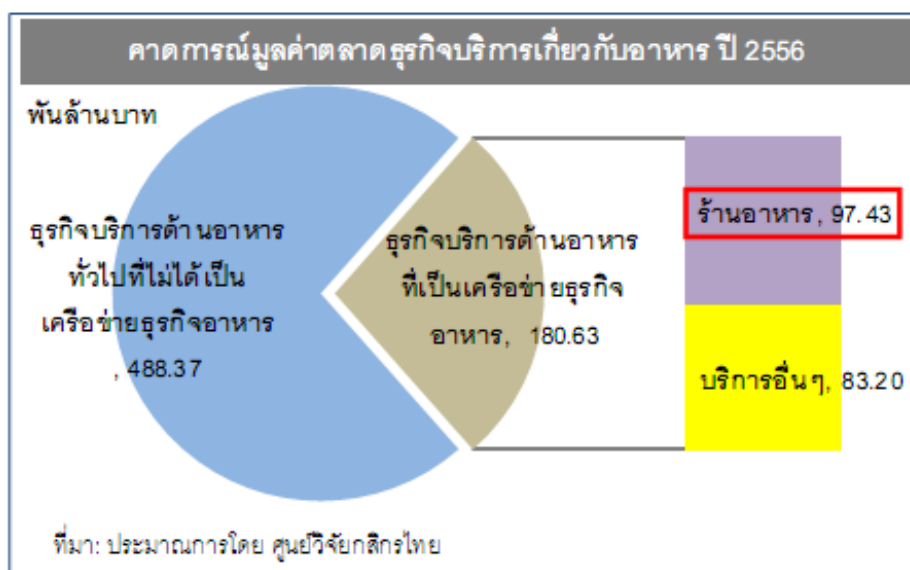 คาดการณ์มูลค่าตลาดธุรกิจบริการเกี่ยวกับอาหาร ปี 2556
พันล้านบาท
ธุรกิจบริการด้านอาหาร
ทั่วไปที่ไม่ได้เป็น
เครือข่ายธุรกิจอาหาร
, 488.37
ธุรกิจบริการด้านอาหาร
ที่เป็นเครือข่ายธุรกิจ
อาหาร, 180.63
ร้านอาหาร, 97.43
บริการอื่นๆ, 83.20
ที่มา: ประมาณการโดย ศูนย์วิจัยกสิกรไทย